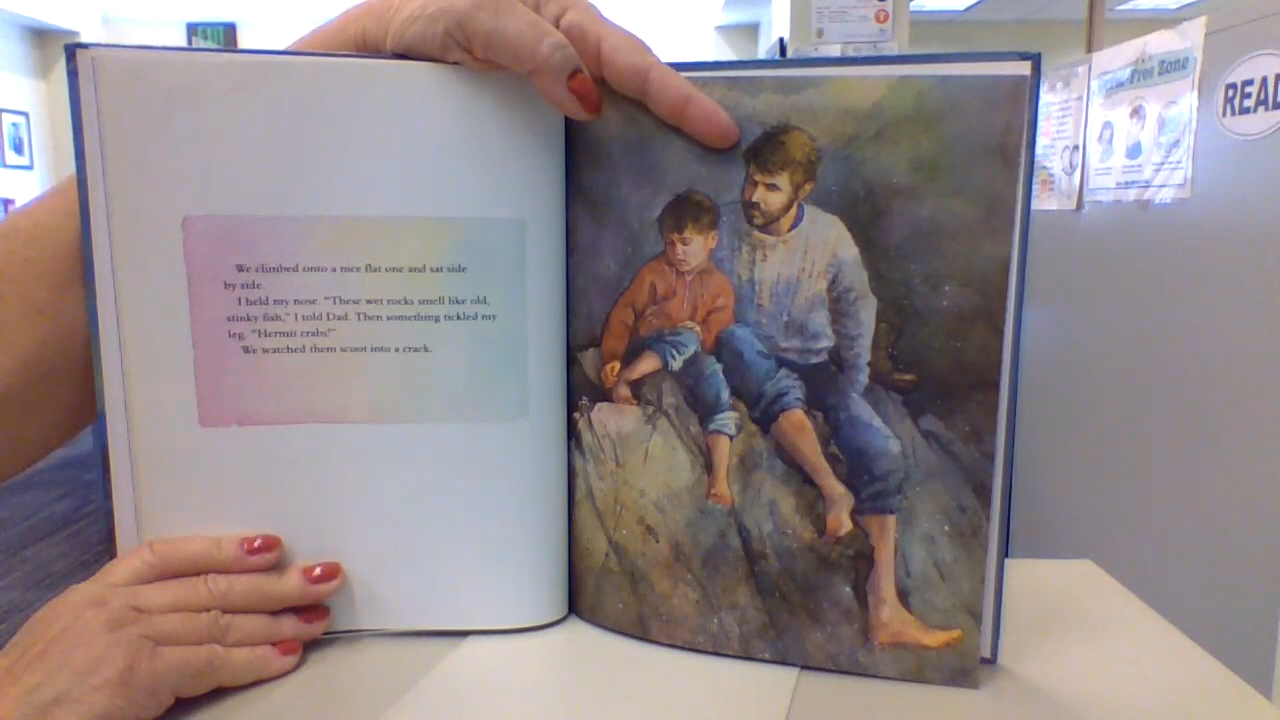 We climbed onto a nice flat one and sat side
by side.
I held my nose. "These wet rocks smell like old,
stinky fish," I told Dad. Then something tickled my
leg. "Hermit crabs!"
We watched them scoot into a crack.
Free Zone
READ